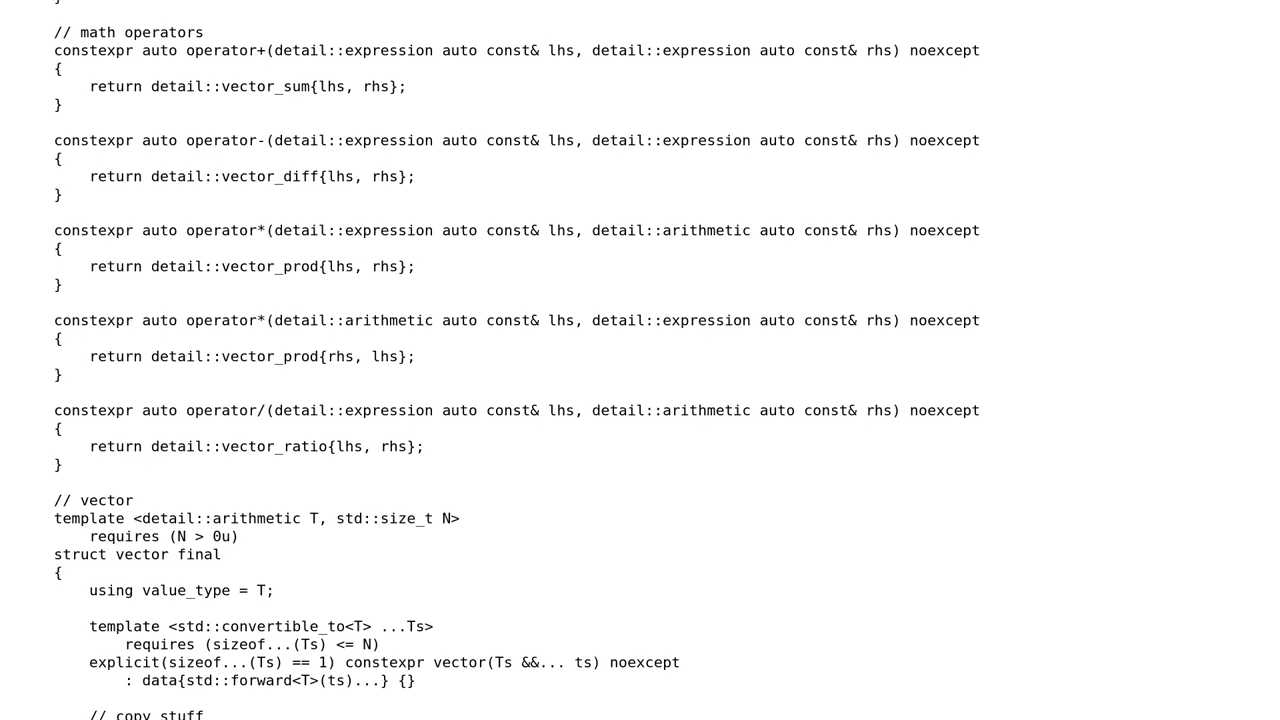 }
// math operators
constexpr auto operator+(detail::expression auto const& lhs, detail::expression auto const& rhs) noexcept
{
    return detail::vector_sum{lhs, rhs};
}
constexpr auto operator-(detail::expression auto const& lhs, detail::expression auto const& rhs) noexcept
{
    return detail::vector_diff{lhs, rhs};
}
constexpr auto operator*(detail::expression auto const& lhs, detail::arithmetic auto const& rhs) noexcept
{
    return detail::vector_prod{lhs, rhs};
}
constexpr auto operator*(detail::arithmetic auto const& lhs, detail::expression auto const& rhs) noexcept
{
    return detail::vector_prod{rhs, lhs};
}
constexpr auto operator/(detail::expression auto const& lhs, detail::arithmetic auto const& rhs) noexcept
{
    return detail::vector_ratio{lhs, rhs};
}
// vector
template <detail::arithmetic T, std::size_t N>
    requires (N > 0u)
struct vector final
{
    using value_type = T;
    template <std::convertible_to<T> ...Ts>
        requires (sizeof...(Ts) <= N)
    explicit(sizeof...(Ts) == 1) constexpr vector(Ts &&... ts) noexcept
        : data{std::forward<T>(ts)...} {}
    // copy stuff